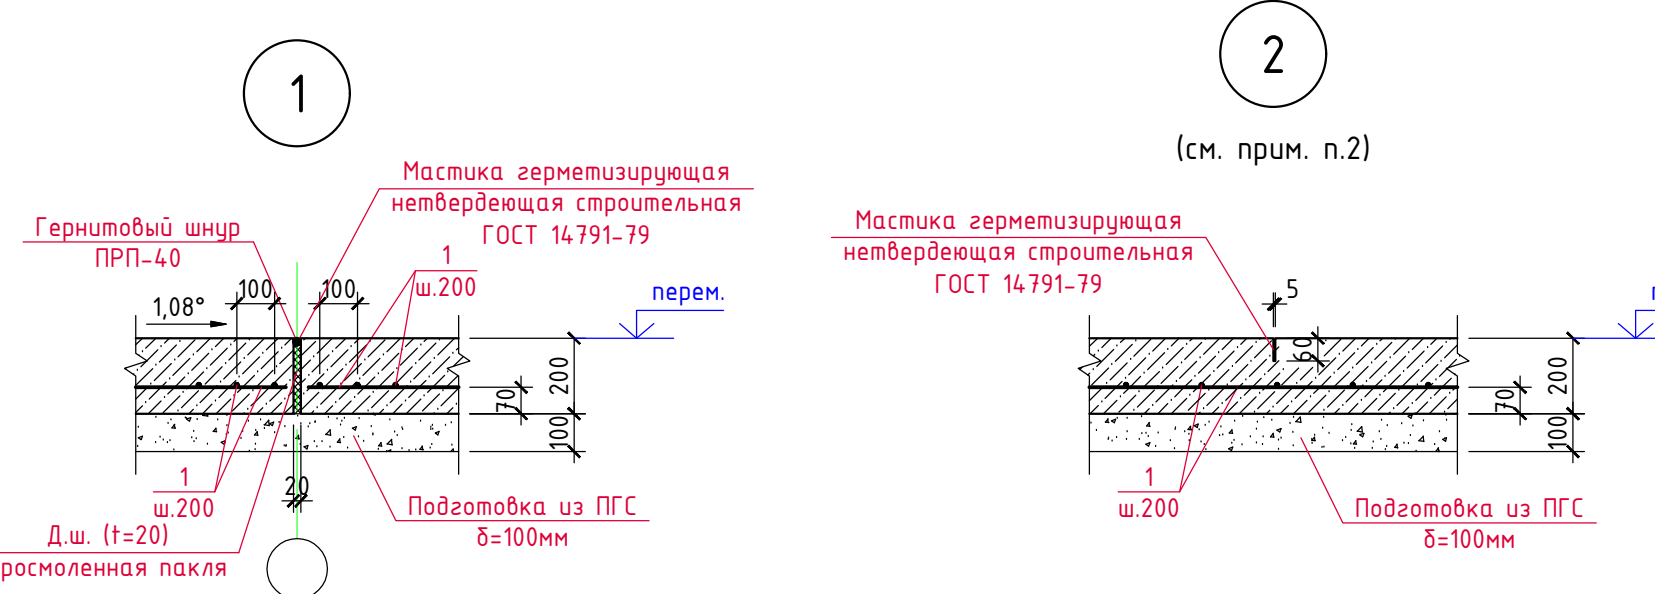 1
Мастика герметизирующая
нетвердеющая строительная
ГОСТ 14791-79
Гернитовый шнур
ПРП-40
1
ш.200
100
100
1,08°
перем.
200
70
100
20
1
ш.200
Д.ш. (t=20)
Подготовка из ПГС
δ=100мм
2
(см. прим. п.2)
Мастика герметизирующая
нетвердеющая строительная
ГОСТ 14791-79
5
60
200
70
100
1
ш.200
Подготовка из ПГС
δ=100мм
пакля